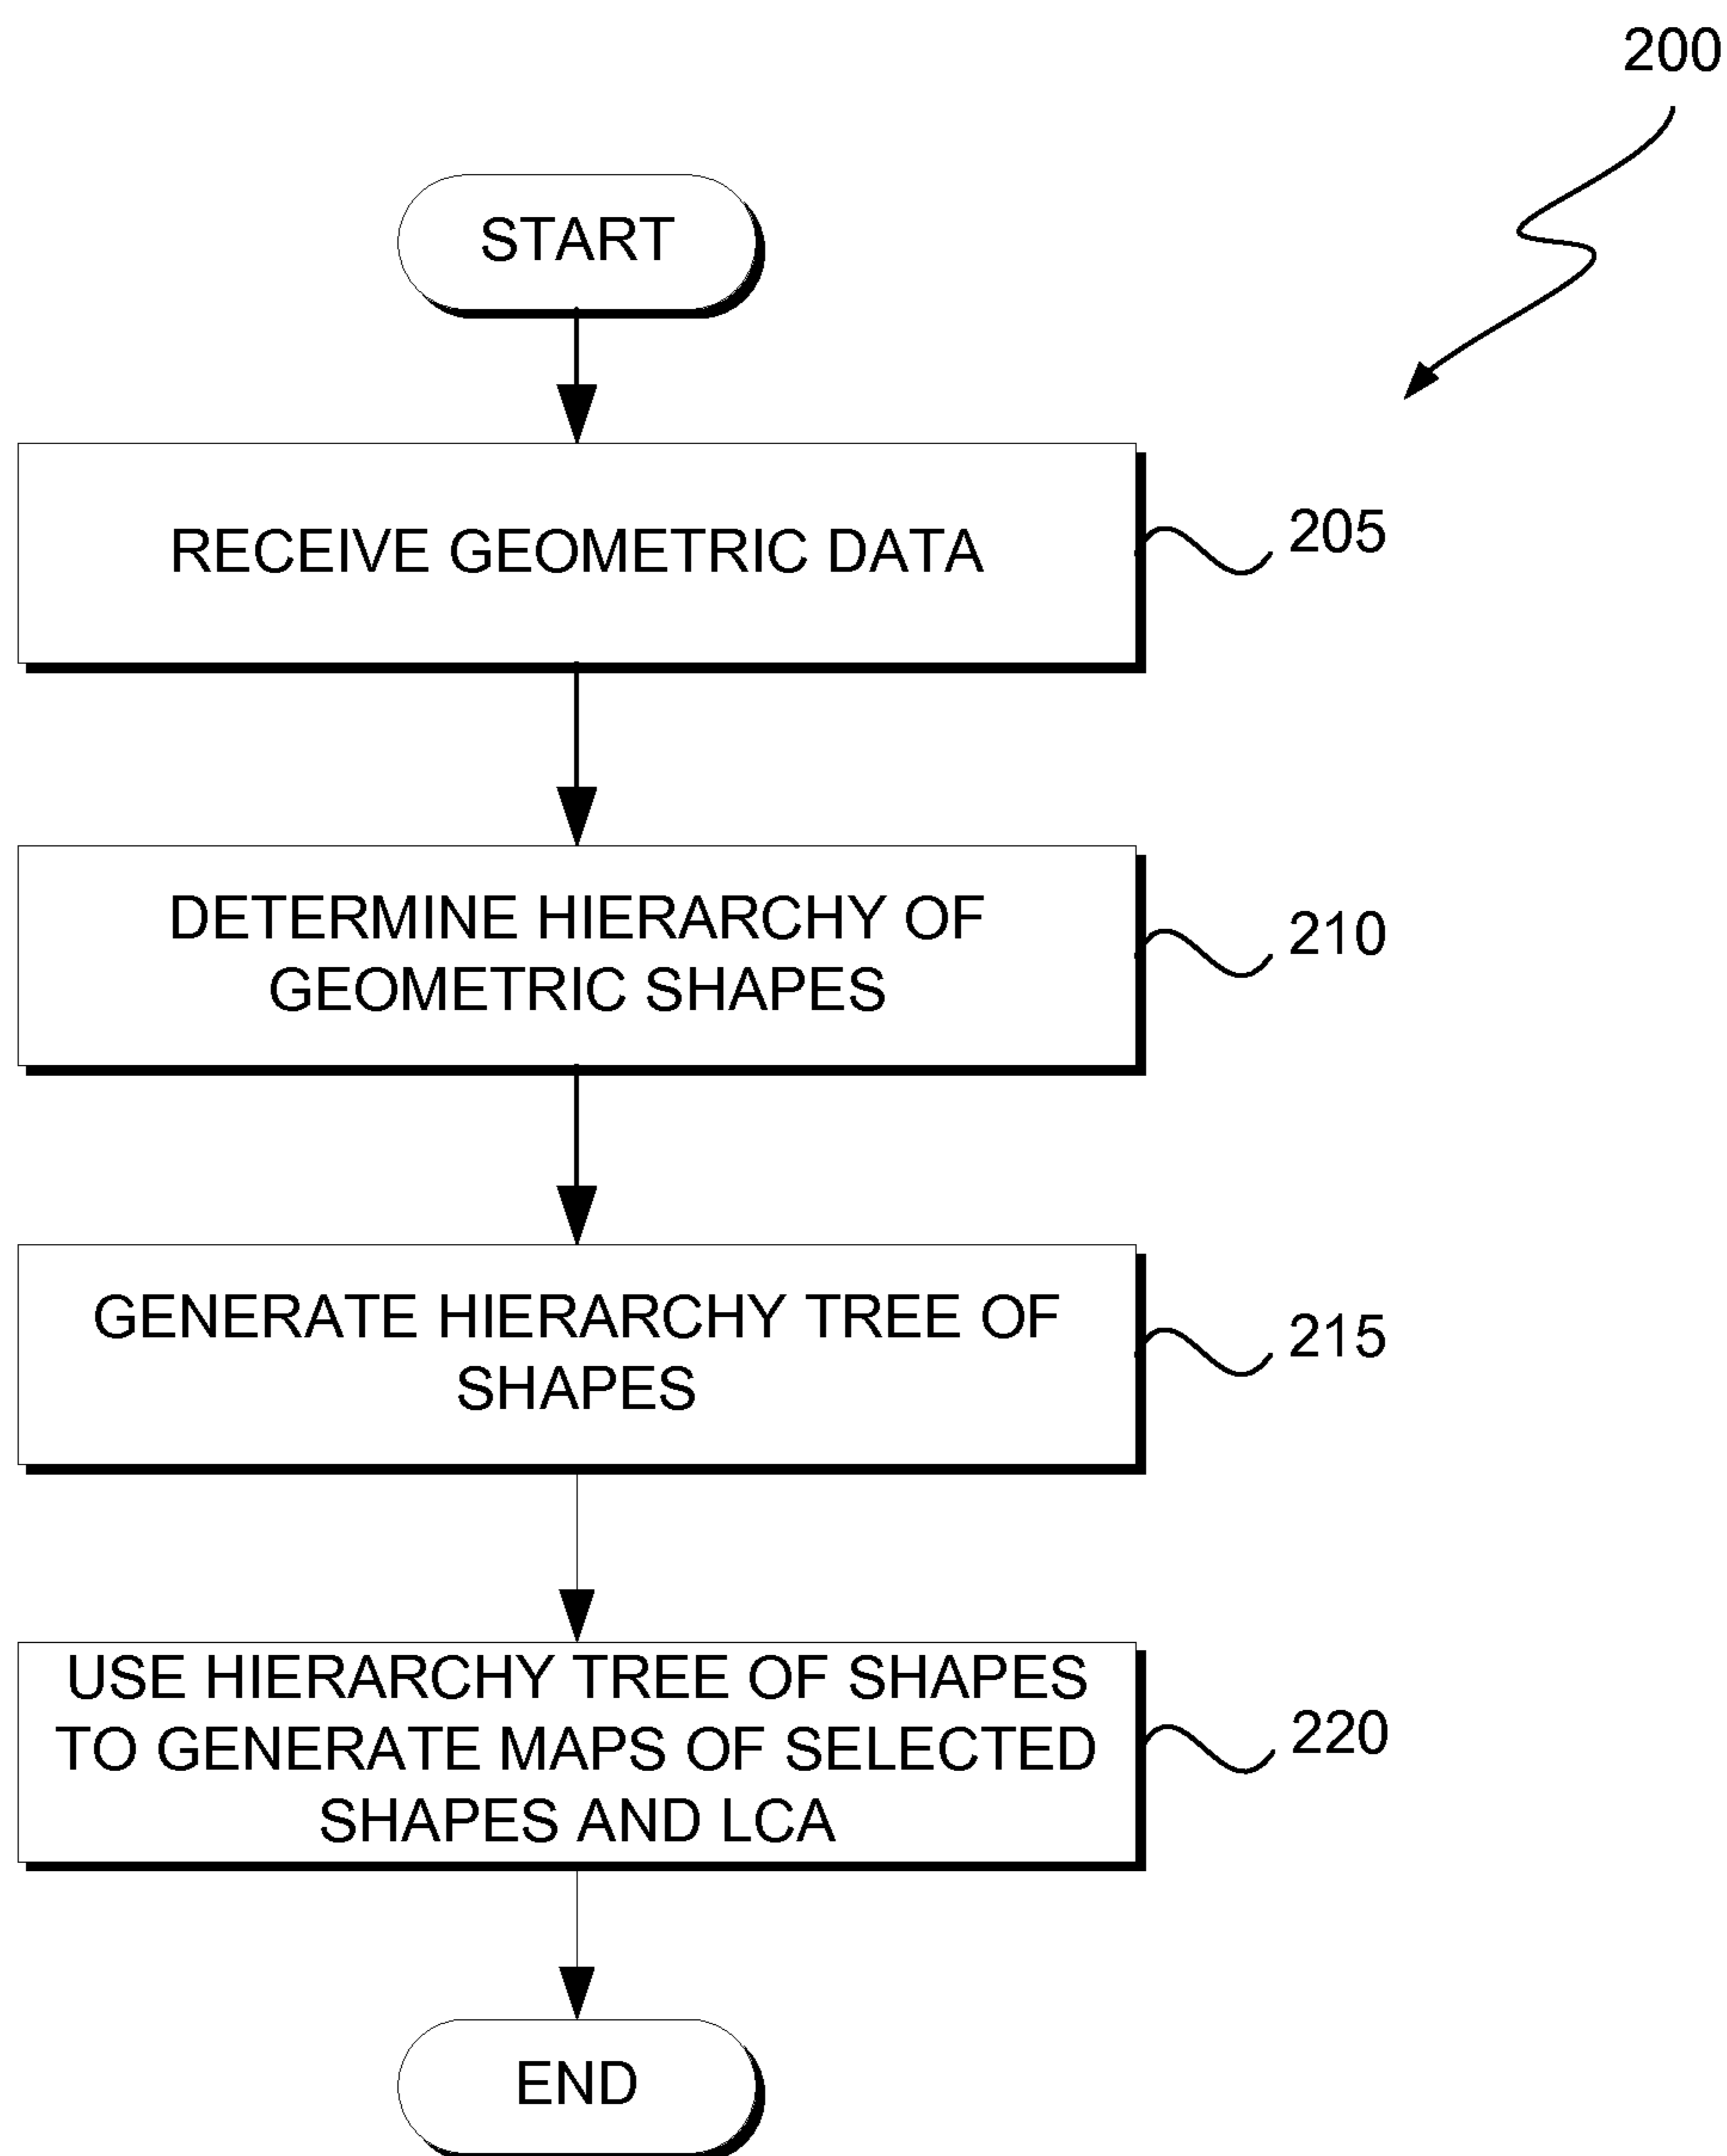 200
START
RECEIVE GEOMETRIC DATA
205
DETERMINE HIERARCHY OF
GEOMETRIC SHAPES
210
GENERATE HIERARCHY TREE OF
SHAPES
215
USE HIERARCHY TREE OF SHAPES
TO GENERATE MAPS OF SELECTED
SHAPES AND LCA
220
END